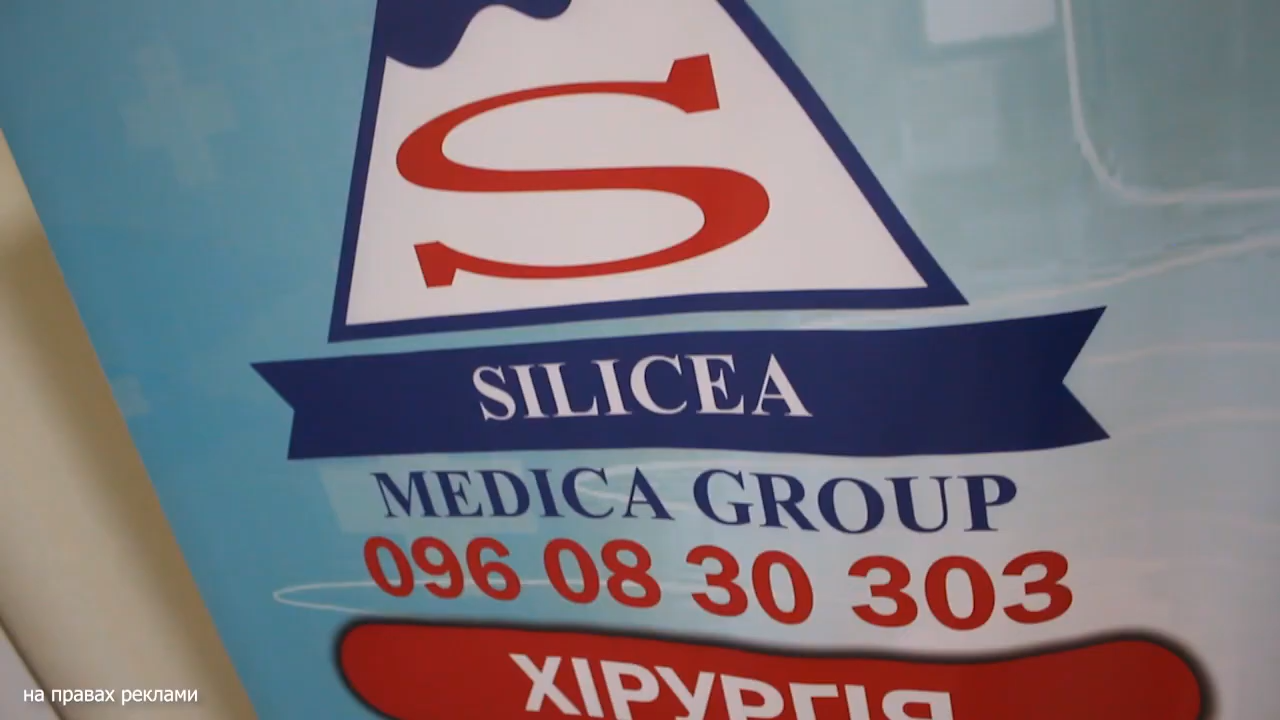 S
SILICEA
MEDICA GROUP
096 08 30 303
ХІРУРГІЯ
на правах реклами